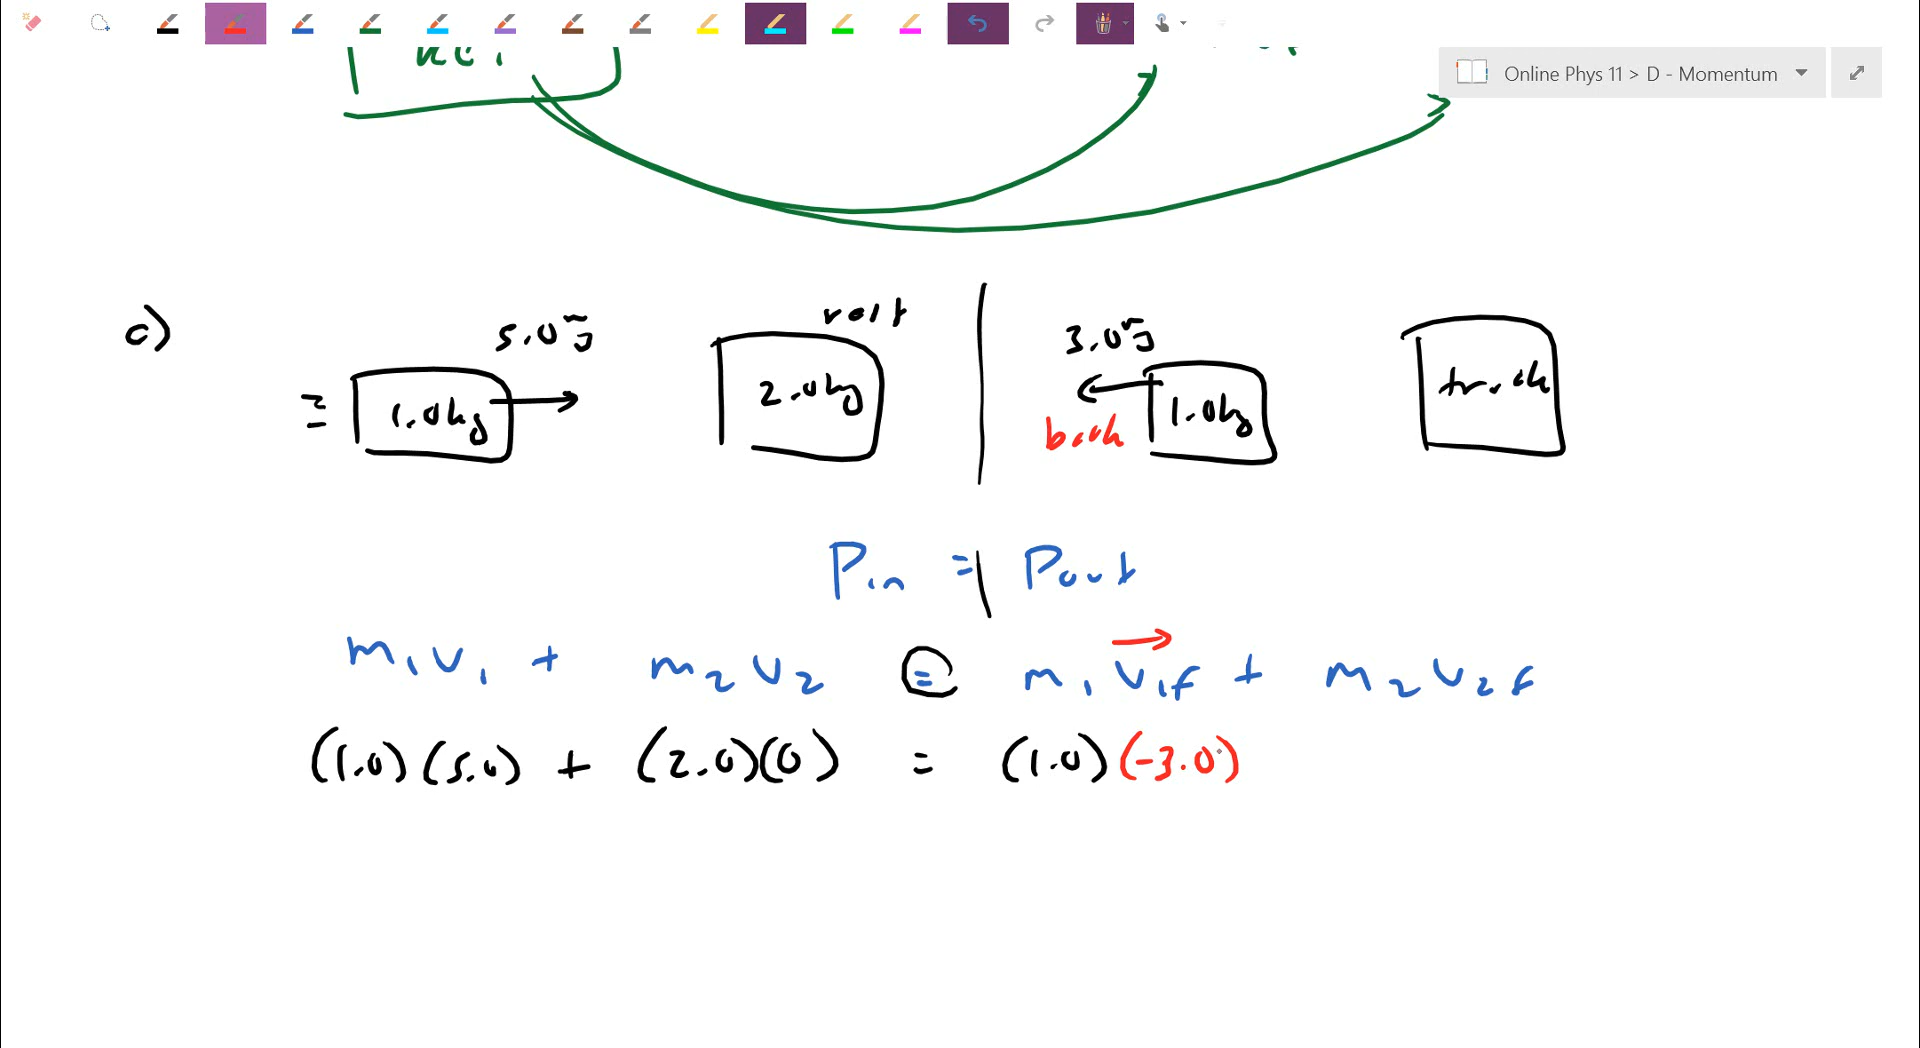 Online Phys 11 > D - Momentum
c)
5.0 m/s
rest
3.0 m/s
1.0kg
2.0kg
back
1.0kg
truck
Pin = Pout
m₁v₁ + m₂v₂ = m₁v₁f + m₂v₂f
(1.0)(5.0) + (2.0)(0) = (1.0)(-3.0)